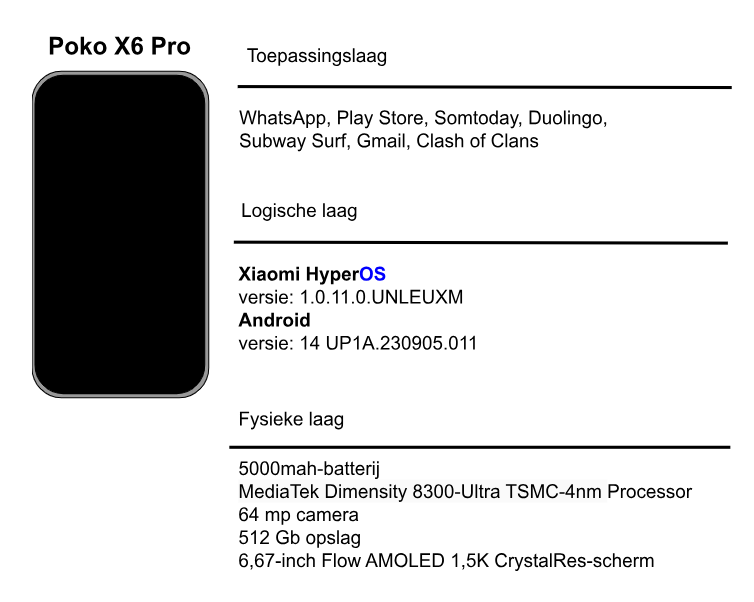 Poko X6 Pro
Toepassingslaag
WhatsApp, Play Store, Somtoday, Duolingo,
Subway Surf, Gmail, Clash of Clans
Logische laag
Xiaomi HyperOS
versie: 1.0.11.0.UNLEUXM
Android
versie: 14 UP1A.230905.011
Fysieke laag
5000mah-batterij
MediaTek Dimensity 8300-Ultra TSMC-4nm Processor
64 mp camera
512 Gb opslag
6,67-inch Flow AMOLED 1,5K CrystalRes-scherm